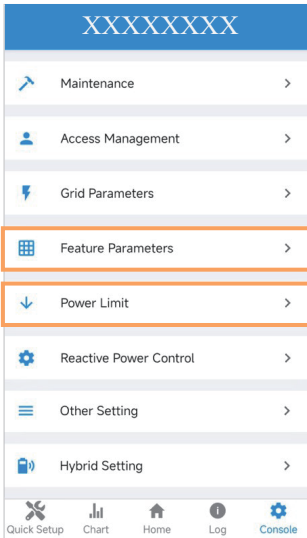 XXXXXXXX
Maintenance
Access Management
Grid Parameters
Feature Parameters
Power Limit
Reactive Power Control
Other Setting
Hybrid Setting
Quick Setup Chart Home Log Console